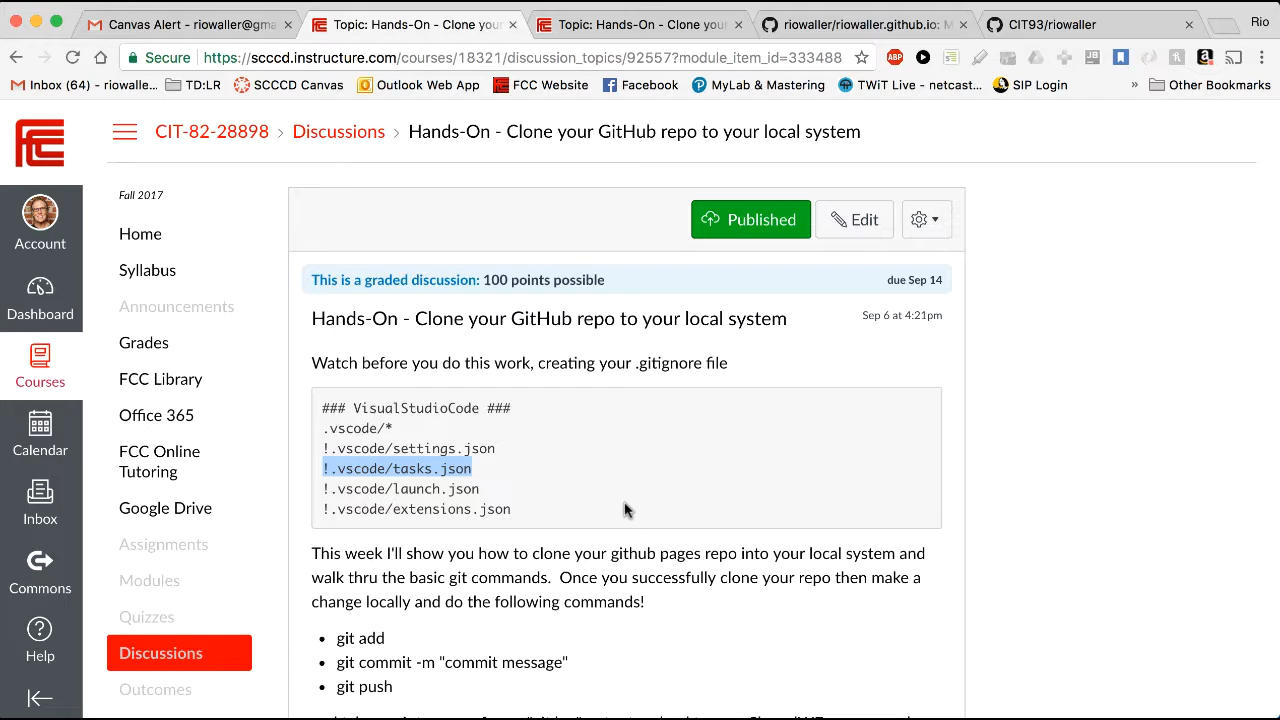 Canvas Alert - riowaller@gma
Topic: Hands-On - Clone your
Topic: Hands-On - Clone your
riowaller/riowaller.github.io: M
CIT93/riowaller
Rio
Secure
https://scccd.instructure.com/courses/18321/discussion_topics/92557?module_item_id=333488
Inbox (64) - riowalle...
TD:LR
SCCCD Canvas
Outlook Web App
FCC Website
Facebook
MyLab & Mastering
TWiT Live - netcast...
SIP Login
»
Other Bookmarks
CIT-82-28898 › Discussions › Hands-On - Clone your GitHub repo to your local system
Account
Dashboard
Courses
Calendar
Inbox
Commons
Help
Fall 2017
Home
Syllabus
Announcements
Grades
FCC Library
Office 365
FCC Online
Tutoring
Google Drive
Assignments
Modules
Quizzes
Discussions
Outcomes
Published
Edit
This is a graded discussion: 100 points possible
due Sep 14
Hands-On - Clone your GitHub repo to your local system
Sep 6 at 4:21pm
Watch before you do this work, creating your .gitignore file
### VisualStudioCode ###
.vscode/*
!.vscode/settings.json
!.vscode/tasks.json
!.vscode/launch.json
!.vscode/extensions.json
This week I'll show you how to clone your github pages repo into your local system and
walk thru the basic git commands.  Once you successfully clone your repo then make a
change locally and do the following commands!
• git add
• git commit -m "commit message"
• git push